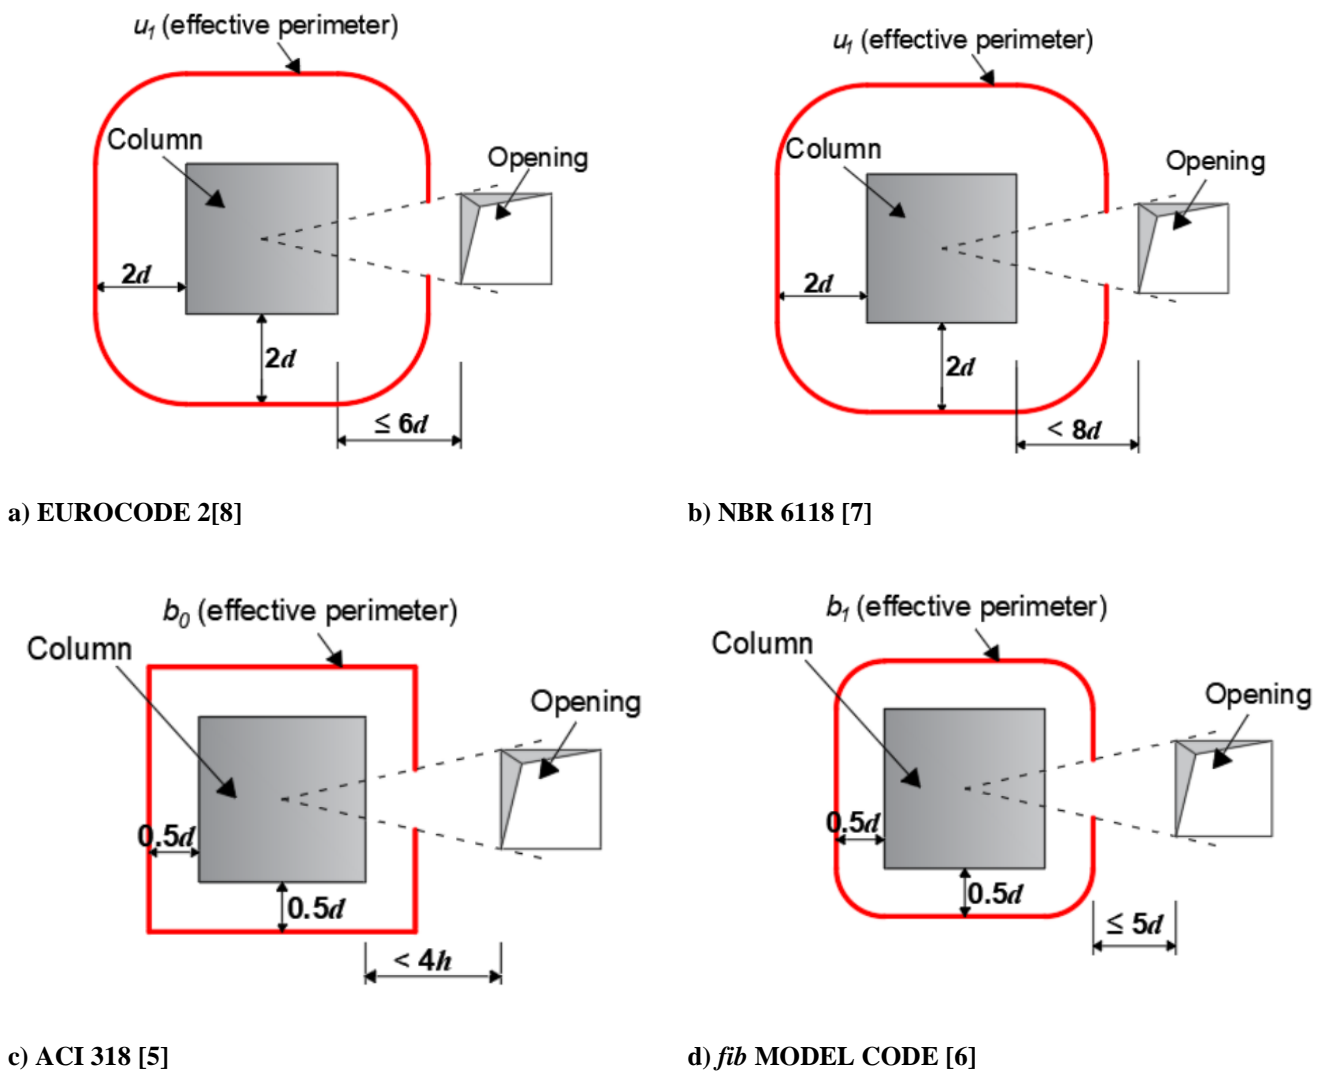 u₁ (effective perimeter)
Column
Opening
2d
2d
≤ 6d
a) EUROCODE 2[8]
u₁ (effective perimeter)
Column
Opening
2d
2d
< 8d
b) NBR 6118 [7]
b₀ (effective perimeter)
Column
Opening
0.5d
0.5d
< 4h
c) ACI 318 [5]
b₁ (effective perimeter)
Column
Opening
0.5d
0.5d
≤ 5d
d) fib MODEL CODE [6]